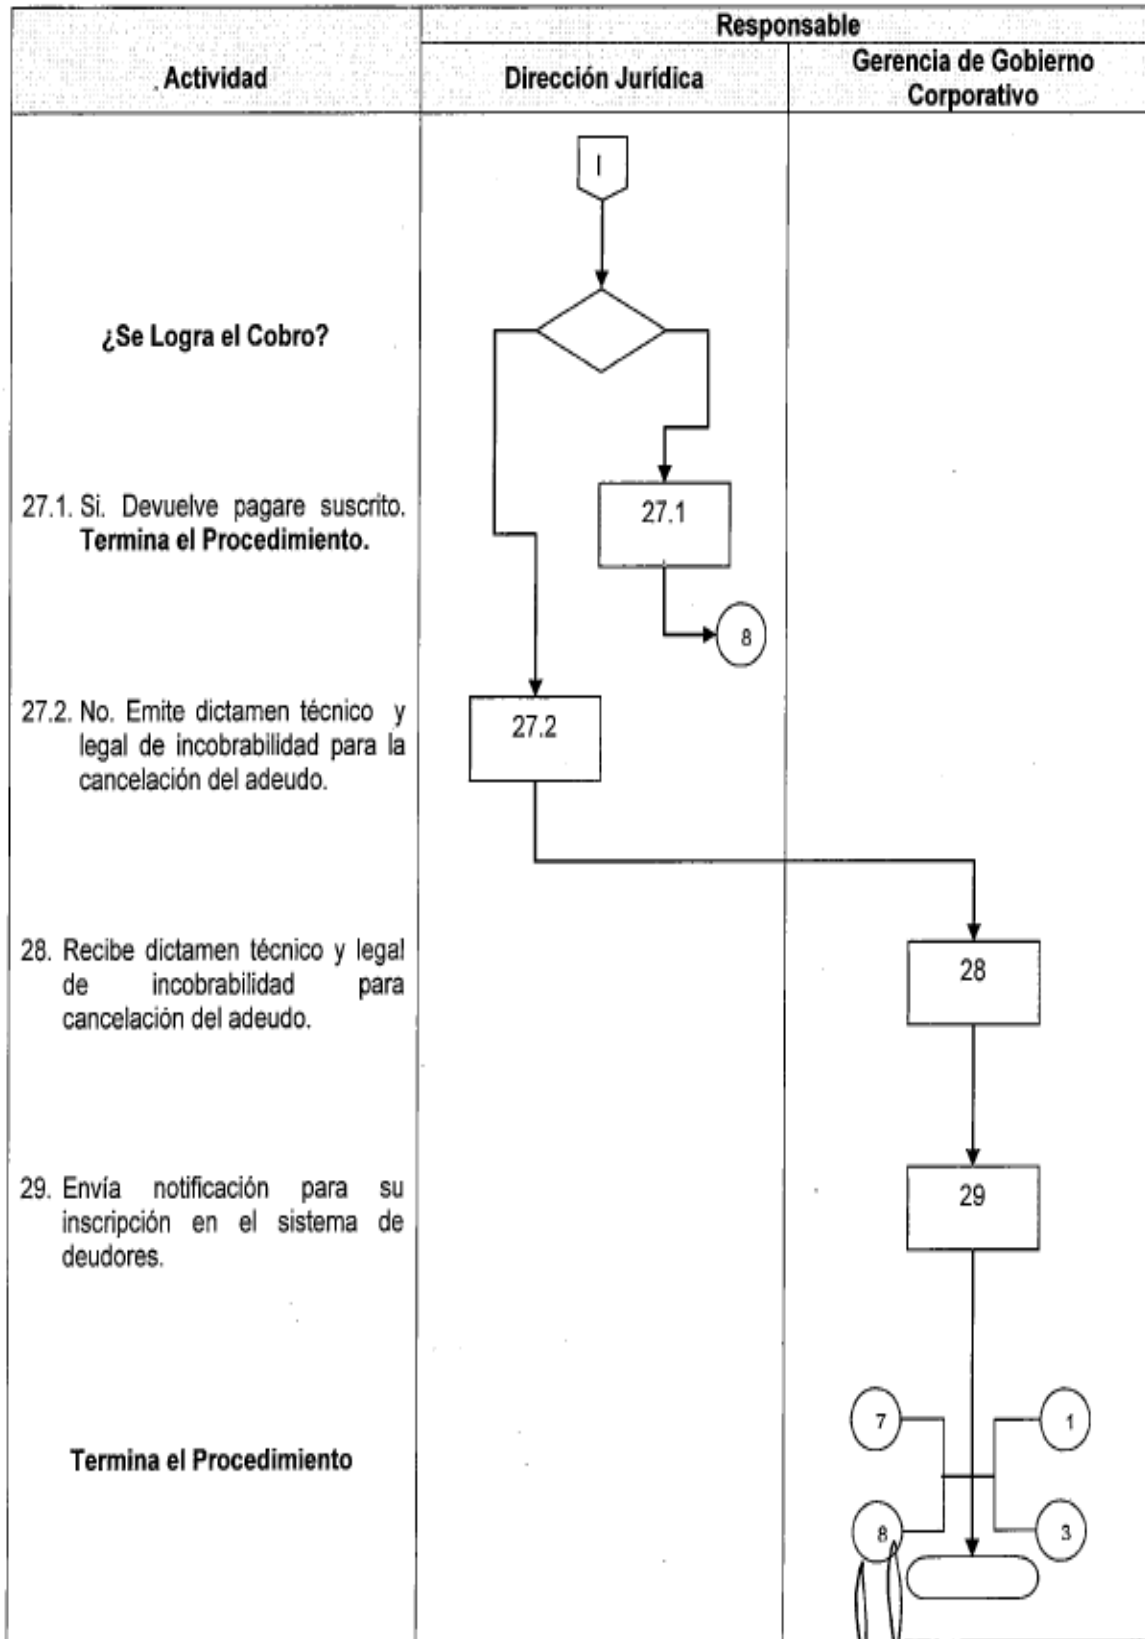 Responsable
Actividad
Dirección Jurídica
Gerencia de Gobierno
Corporativo
I
¿Se Logra el Cobro?
27.1. Si. Devuelve pagare suscrito.
Termina el Procedimiento.
27.1
8
27.2. No. Emite dictamen técnico y
legal de incobrabilidad para la
cancelación del adeudo.
27.2
28. Recibe dictamen técnico y legal
de incobrabilidad para
cancelación del adeudo.
28
29. Envía notificación para su
inscripción en el sistema de
deudores.
29
7
1
Termina el Procedimiento
8
3